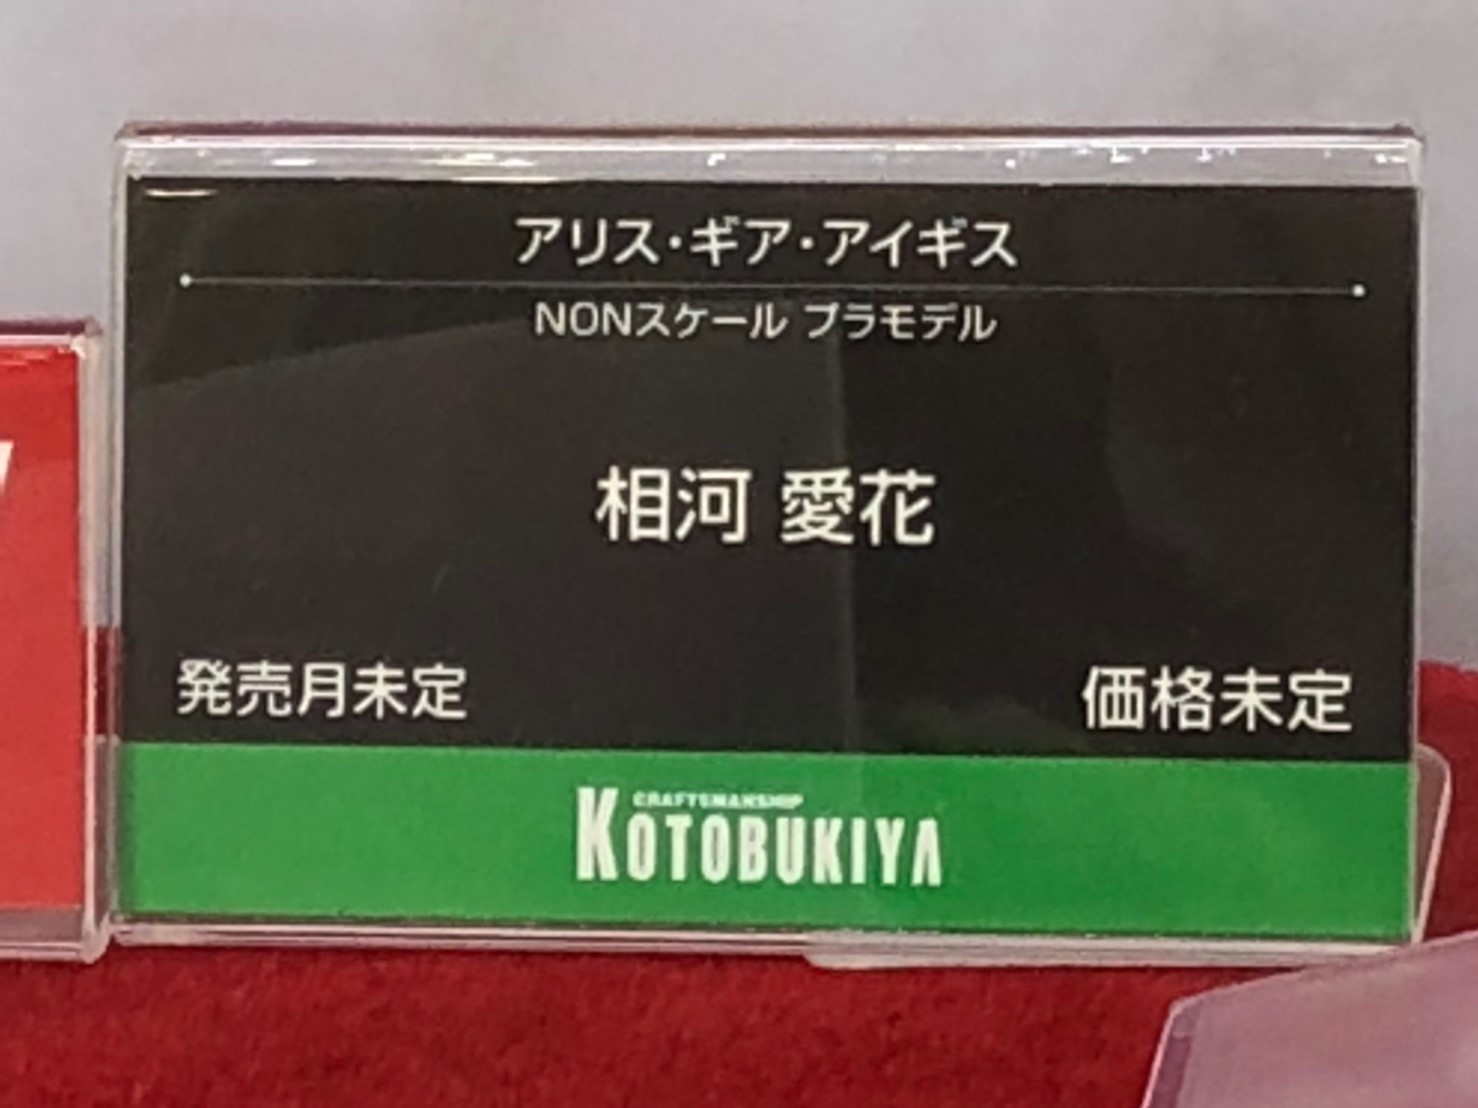 アリス・ギア・アイギス
NONスケール プラモデル
相河 愛花
発売月未定
価格未定
CRAFTSMANSHIP
KOTOBUKIYA